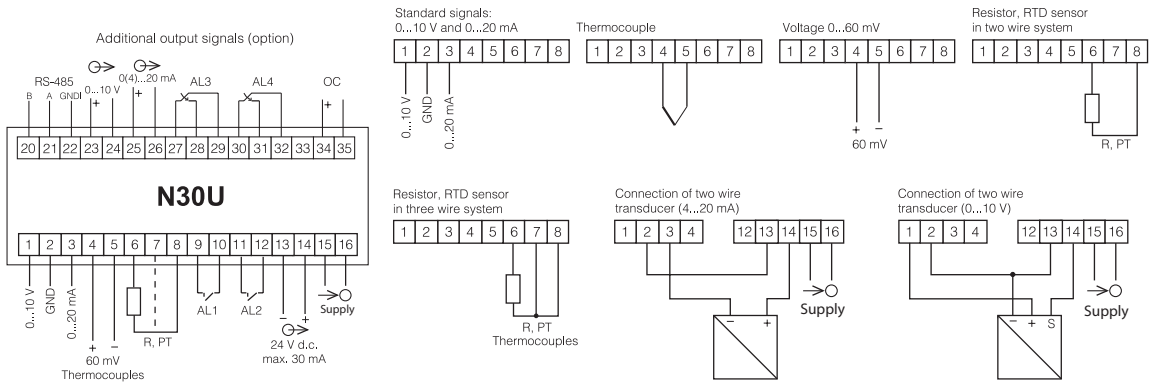 Additional output signals (option)
RS-485
B A GNDI
0...10 V
+
0(4)...20 mA
+
AL3
AL4
OC
+
20 21 22 23 24 25 26 27 28 29 30 31 32 33 34 35
N30U
1 2 3 4 5 6 7 8 9 10 11 12 13 14 15 16
0...10 V
GND
0...20 mA
+ −
60 mV
Thermocouples
R, PT
AL1
AL2
− +
24 V d.c.
max. 30 mA
Supply
Standard signals:
0...10 V and 0...20 mA
1 2 3 4 5 6 7 8
0...10 V
GND
0...20 mA
Thermocouple
1 2 3 4 5 6 7 8
Voltage 0...60 mV
1 2 3 4 5 6 7 8
+ −
60 mV
Resistor, RTD sensor
in two wire system
1 2 3 4 5 6 7 8
R, PT
Resistor, RTD sensor
in three wire system
1 2 3 4 5 6 7 8
R, PT
Thermocouples
Connection of two wire
transducer (4...20 mA)
1 2 3 4 12 13 14 15 16
Supply
− +
Connection of two wire
transducer (0...10 V)
1 2 3 4 12 13 14 15 16
Supply
− + S